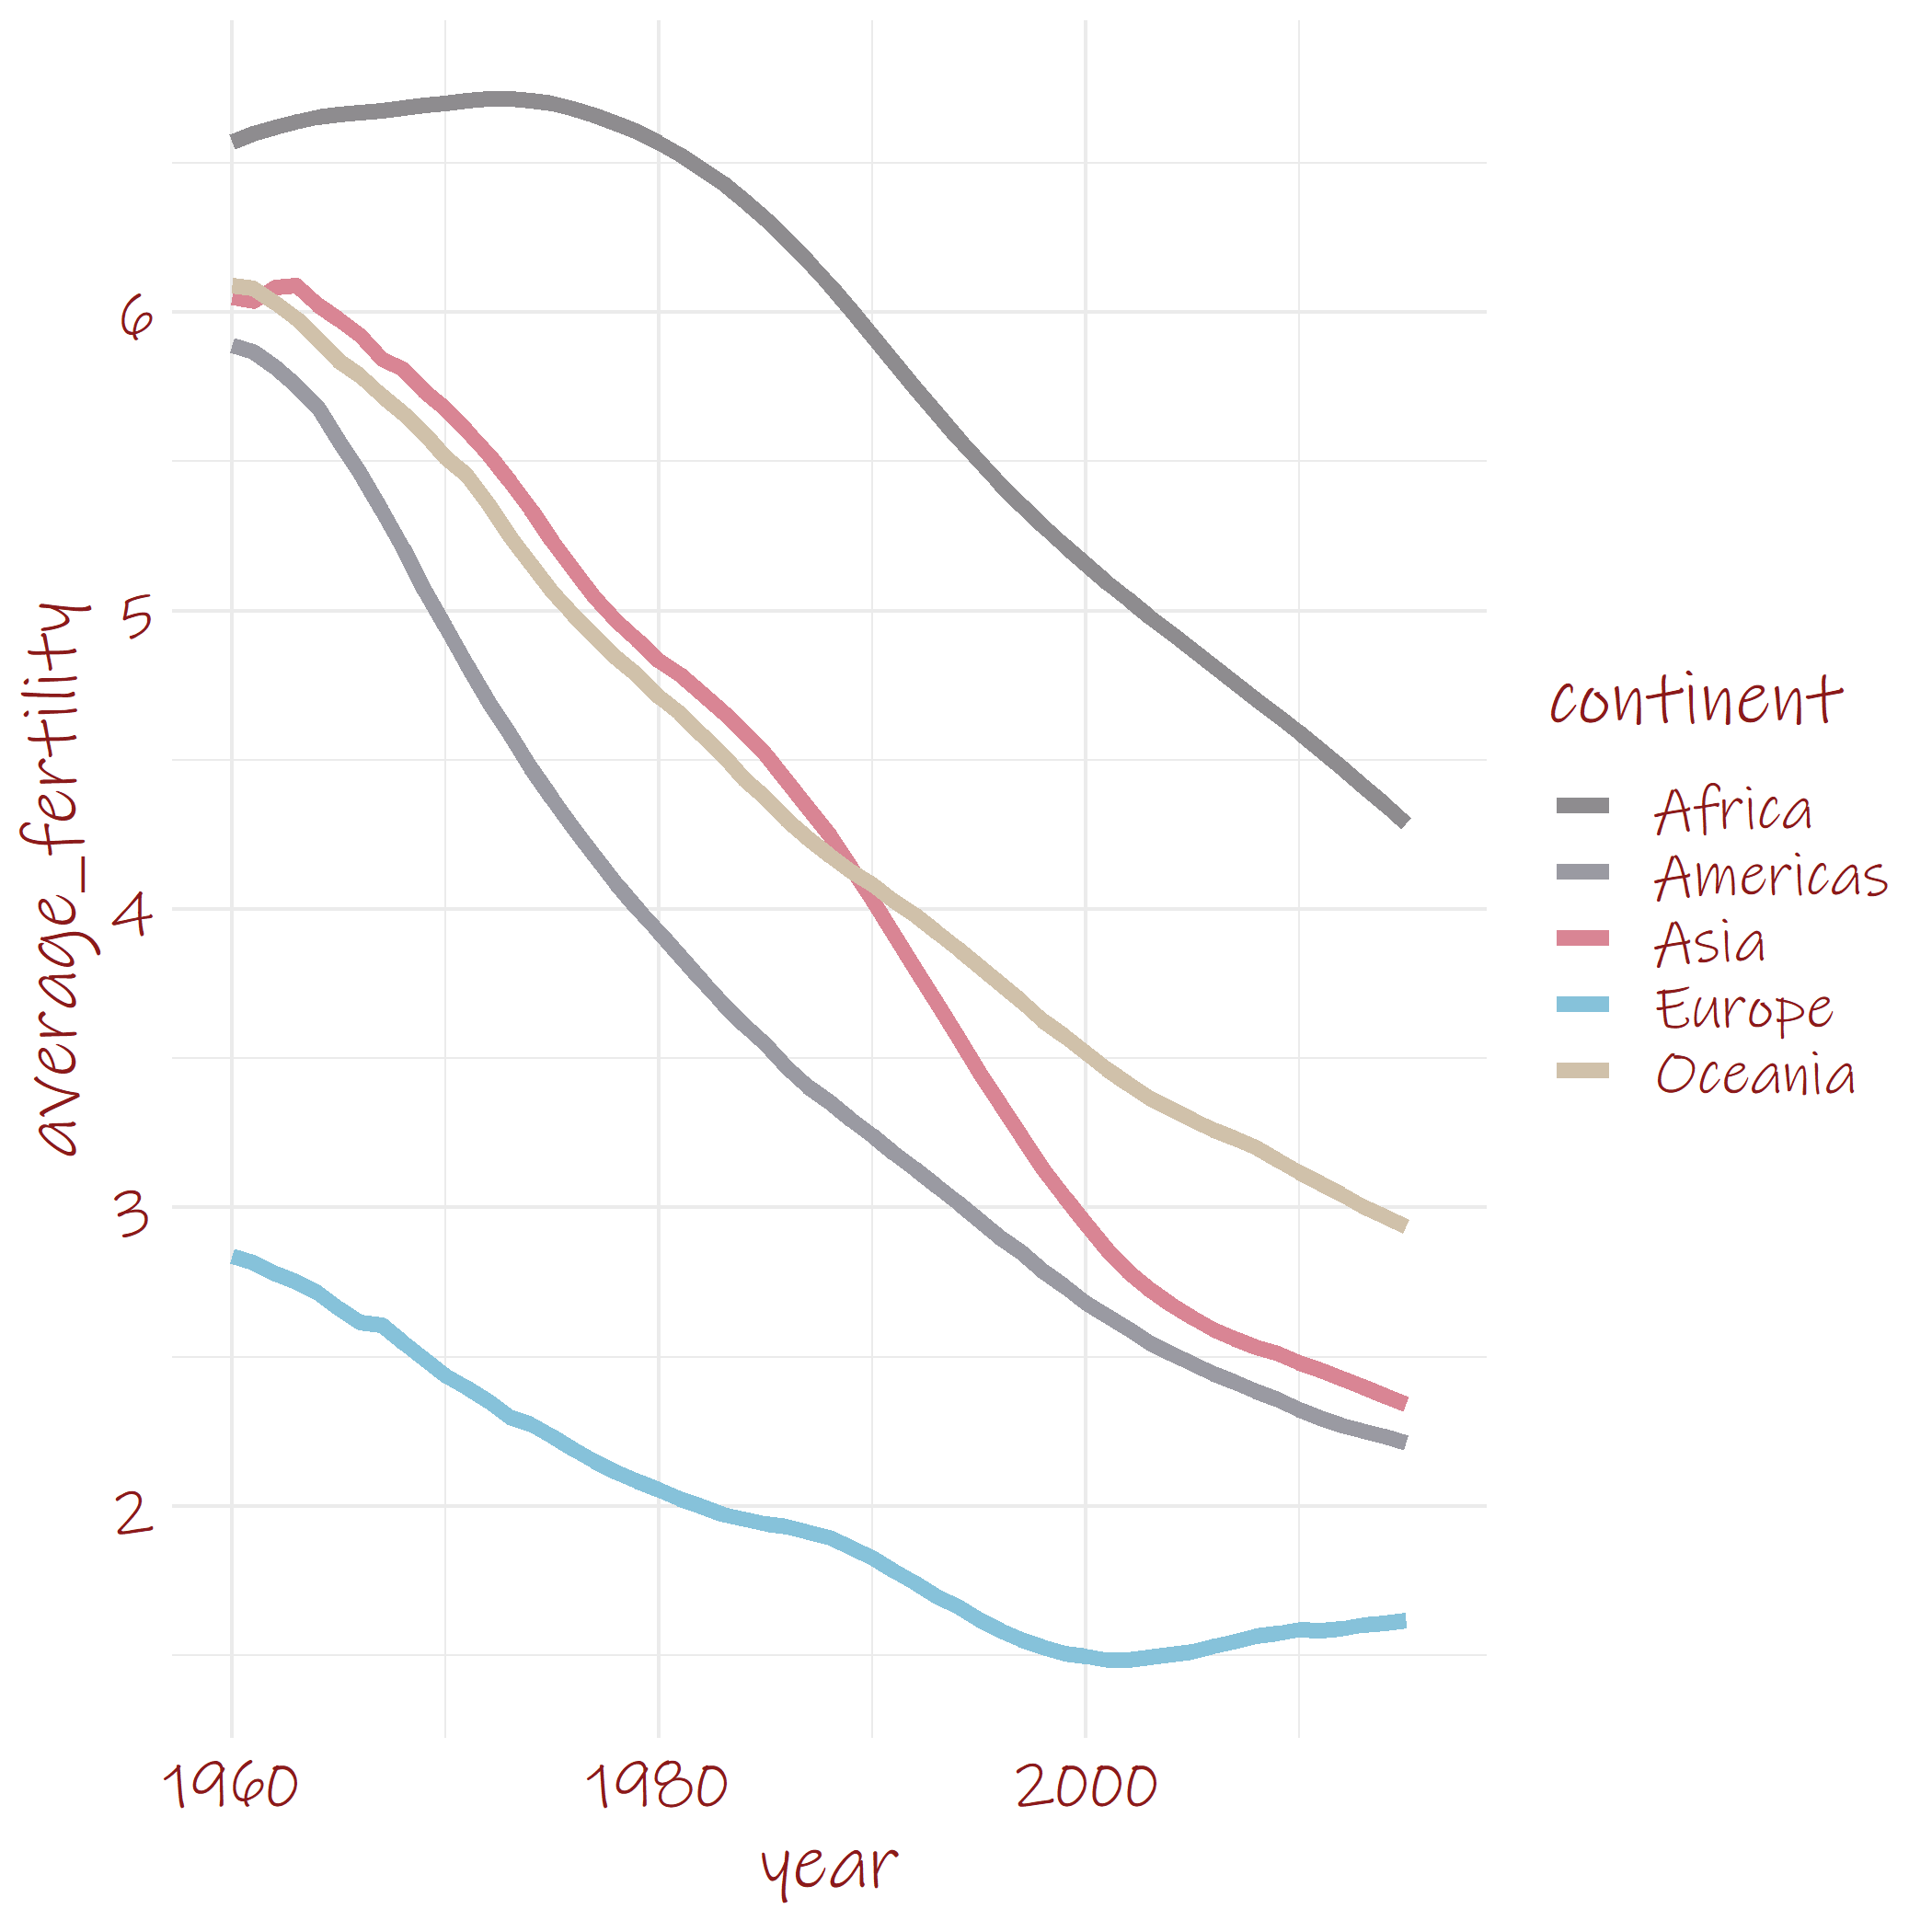 average_fertility
6
5
4
3
2
1960 1980 2000
year
continent
Africa
Americas
Asia
Europe
Oceania